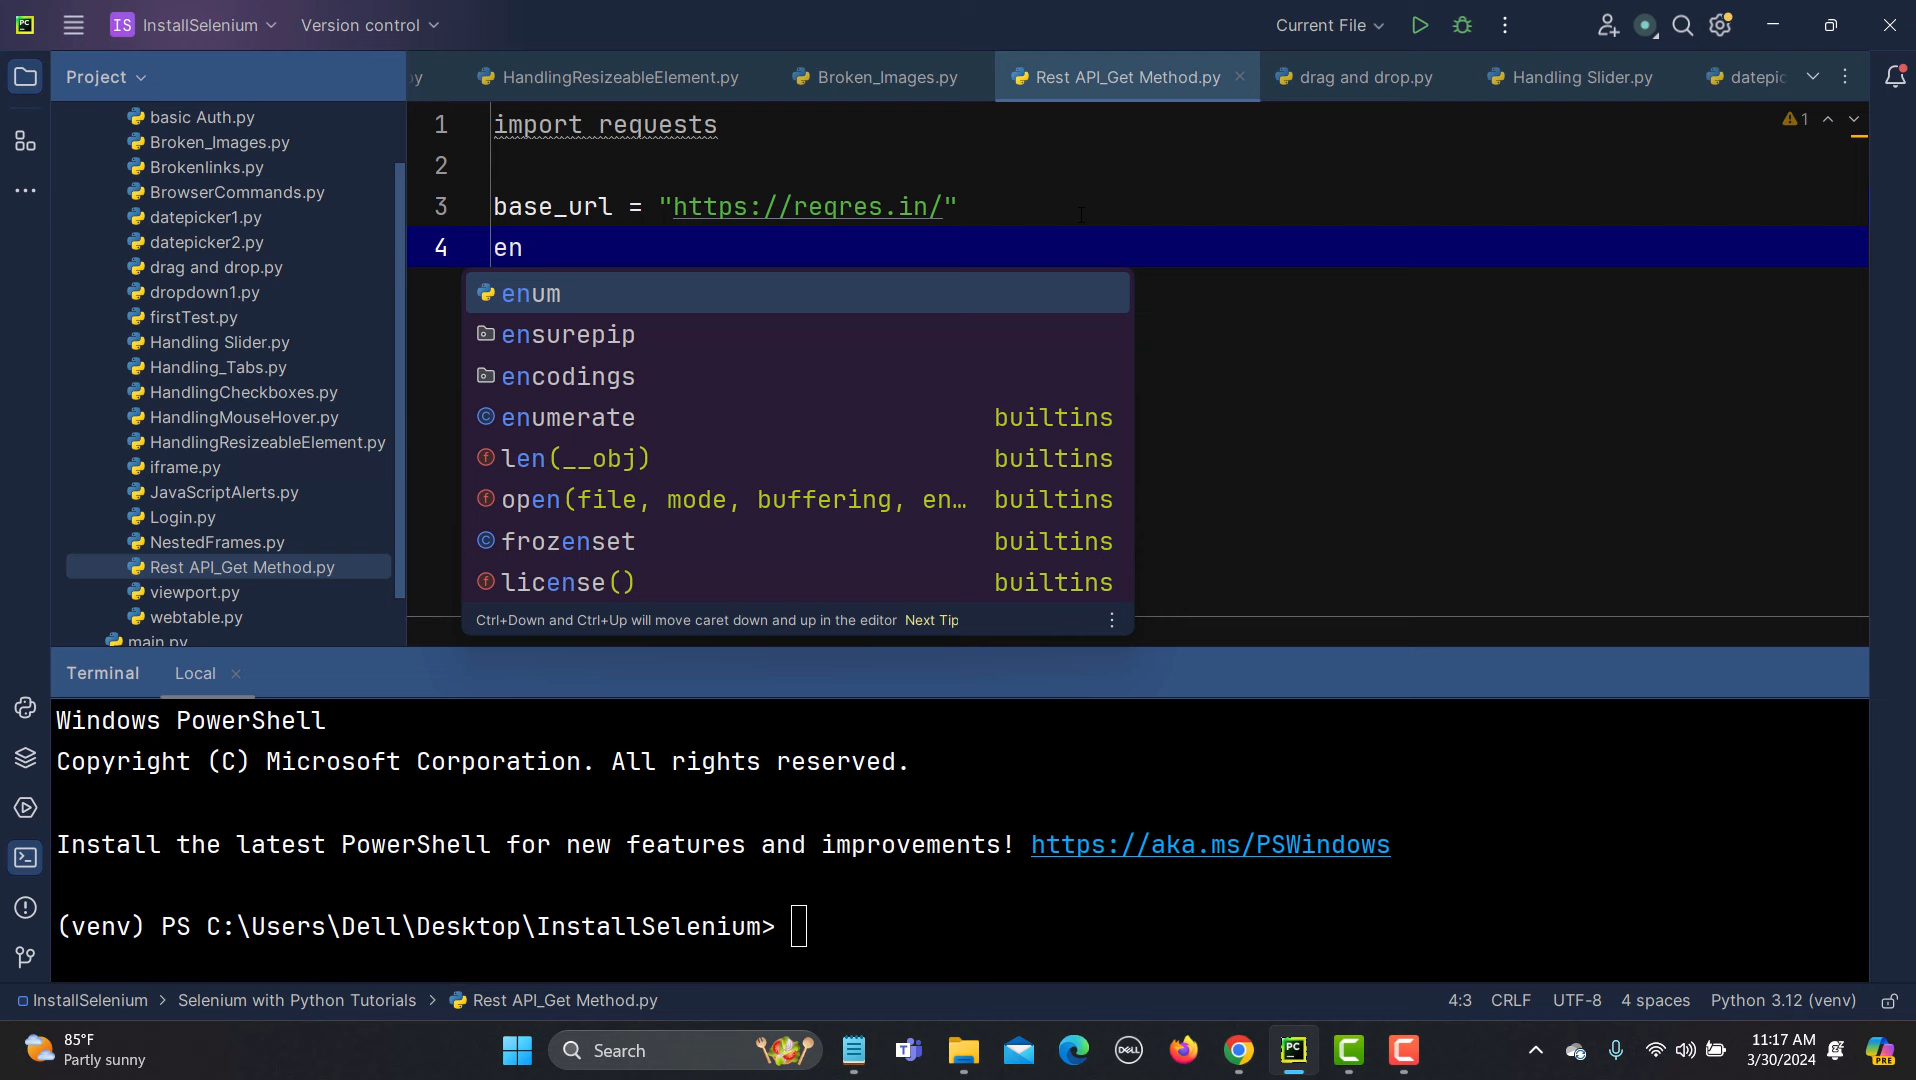 PC
IS InstallSelenium
Version control
Current File
Project
py
HandlingResizeableElement.py
Broken_Images.py
Rest API_Get Method.py
drag and drop.py
Handling Slider.py
datepic
basic Auth.py
Broken_Images.py
Brokenlinks.py
BrowserCommands.py
datepicker1.py
datepicker2.py
drag and drop.py
dropdown1.py
firstTest.py
Handling Slider.py
Handling_Tabs.py
HandlingCheckboxes.py
HandlingMouseHover.py
HandlingResizeableElement.py
iframe.py
JavaScriptAlerts.py
Login.py
NestedFrames.py
Rest API_Get Method.py
viewport.py
webtable.py
main.py
1 import requests
1
2
3 base_url = "https://reqres.in/"
4 en
enum
ensurepip
encodings
enumerate builtins
len(__obj) builtins
open(file, mode, buffering, en… builtins
frozenset builtins
license() builtins
Ctrl+Down and Ctrl+Up will move caret down and up in the editor Next Tip
Terminal Local
Windows PowerShell
Copyright (C) Microsoft Corporation. All rights reserved.
Install the latest PowerShell for new features and improvements! https://aka.ms/PSWindows
(venv) PS C:\Users\Dell\Desktop\InstallSelenium>
InstallSelenium > Selenium with Python Tutorials > Rest API_Get Method.py
4:3 CRLF UTF-8 4 spaces Python 3.12 (venv)
85°F
Partly sunny
Search
DELL
PC
11:17 AM
3/30/2024
PRE